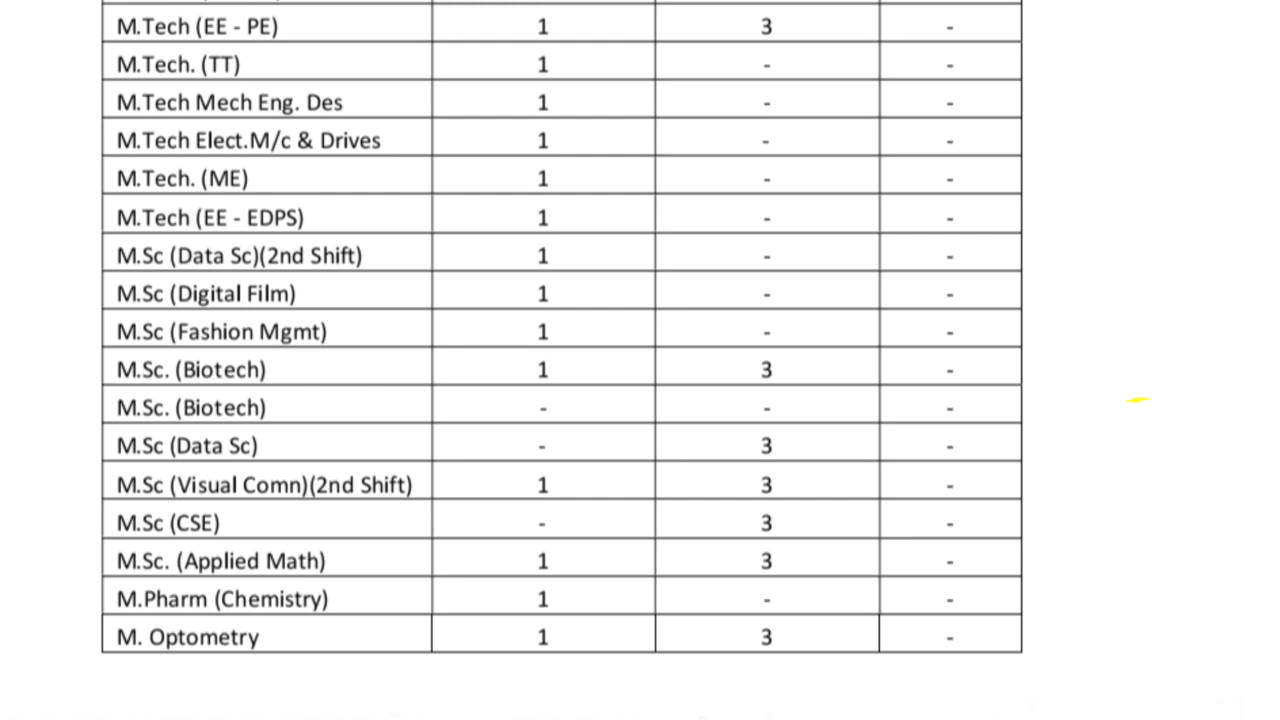 M.Tech (EE - PE) 1 3 -
M.Tech. (TT) 1 - -
M.Tech Mech Eng. Des 1 - -
M.Tech Elect.M/c & Drives 1 - -
M.Tech. (ME) 1 - -
M.Tech (EE - EDPS) 1 - -
M.Sc (Data Sc)(2nd Shift) 1 - -
M.Sc (Digital Film) 1 - -
M.Sc (Fashion Mgmt) 1 - -
M.Sc. (Biotech) 1 3 -
M.Sc. (Biotech) - - -
M.Sc (Data Sc) - 3 -
M.Sc (Visual Comn)(2nd Shift) 1 3 -
M.Sc (CSE) - 3 -
M.Sc. (Applied Math) 1 3 -
M.Pharm (Chemistry) 1 - -
M. Optometry 1 3 -